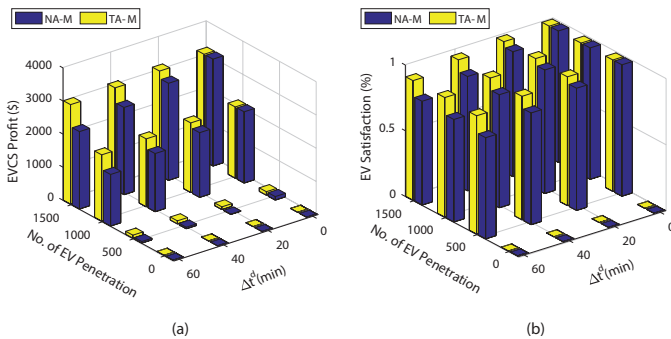 NA-M TA-M
EVCS Profit ($)
4000
3000
2000
1000
0
1500
1000
500
0
No. of EV Penetration
60
40
20
0
Δtᵈ(min)
(a)
NA-M TA-M
EV Satisfaction (%)
1
0.5
0
1500
1000
500
0
No. of EV Penetration
60
40
20
0
Δtᵈ(min)
(b)